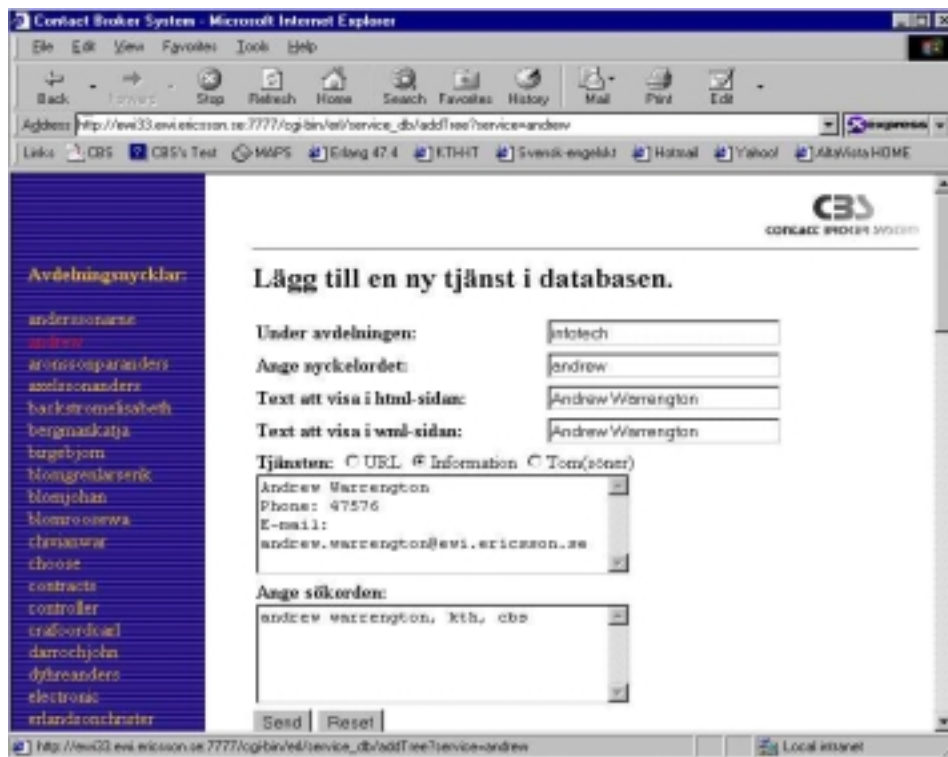 Contact Broker System - Microsoft Internet Explorer
File Edit View Favorites Tools Help
Back Forward Stop Refresh Home Search Favorites History Mail Print Edit
Address http://ewi33.ewi.ericsson.se:7777/cgi-bin/erl/service_db/addTree?service=andrew
Links CBS CBS's Test MAPS Erlang 47.4 KTH-IT Svensk-engelskt Hotmail Yahoo! AltaVista HOME
CBS
CONTACT BROKER SYSTEM
Avdelningsnycklar:
anderssonarne
andrew
aronssonparanders
axelssonanders
backstromelisabeth
bergmankatja
birgebjorn
blomgrenlarserik
blomjohan
blomroosewa
choose
contracts
controller
crafoordcarl
darrochjohn
dyhreanders
electronic
erlandsonchrister
Lägg till en ny tjänst i databasen.
Under avdelningen: infotech
Ange nyckelordet: andrew
Text att visa i html-sidan: Andrew Warrengton
Text att visa i wml-sidan: Andrew Warrengton
Tjänsten: URL Information Tom(söner)
Andrew Warrengton
Phone: 47576
E-mail:
andrew.warrengton@ewi.ericsson.se
Ange sökorden:
andrew warrengton, kth, cbs
Send Reset
http://ewi33.ewi.ericsson.se:7777/cgi-bin/erl/service_db/addTree?service=andrew
Local intranet